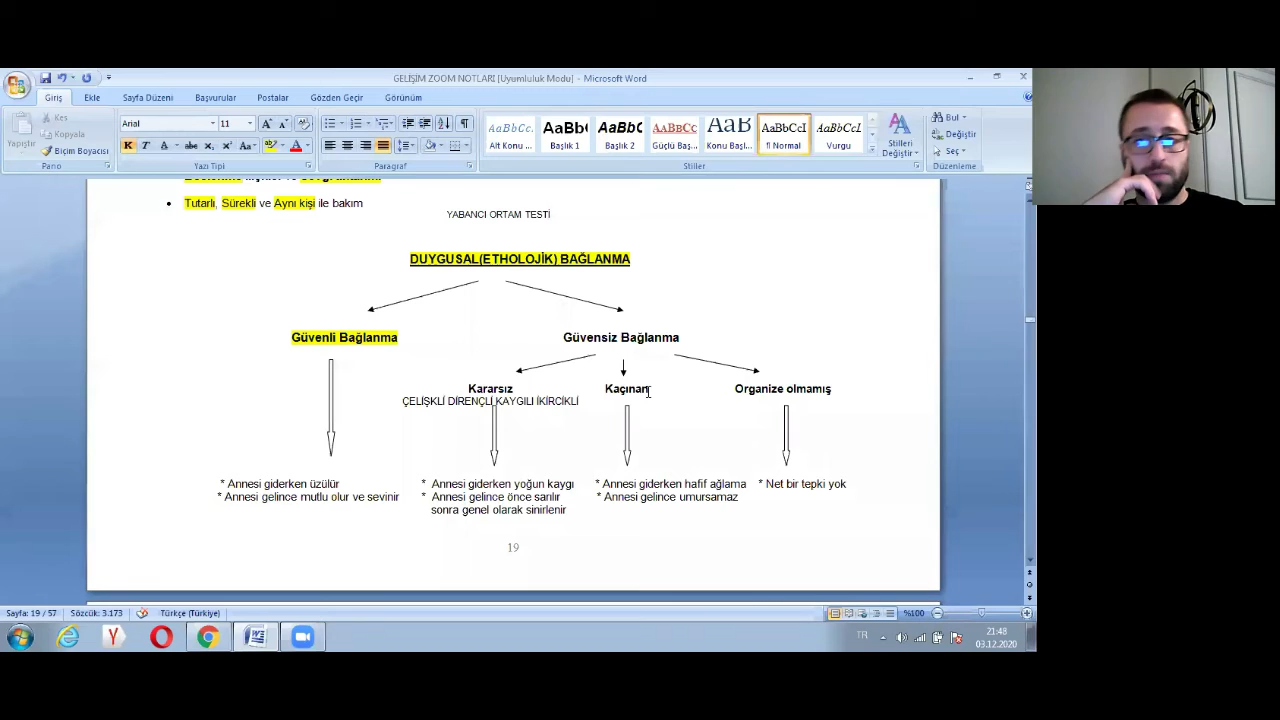 GELİŞİM ZOOM NOTLARI [Uyumluluk Modu] - Microsoft Word
Giriş Ekle Sayfa Düzeni Başvurular Postalar Gözden Geçir Görünüm
Yapıştır
Kes
Kopyala
Biçim Boyacısı
Pano
Arial 11
Yazı Tipi
Paragraf
AaBbCc. Alt Konu ...
AaBbC Başlık 1
AaBbCc Başlık 2
AaBbCc Güçlü Başl...
AaB Konu Başl...
AaBbCcI ¶ Normal
AaBbCcL Vurgu
Stilleri Değiştir
Stiller
Bul
Değiştir
Seç
Düzenleme
• Tutarlı, Sürekli ve Aynı kişi ile bakım
YABANCI ORTAM TESTİ
DUYGUSAL(ETHOLOJİK) BAĞLANMA
Güvenli Bağlanma Güvensiz Bağlanma
Kararsız Kaçınan Organize olmamış
ÇELİŞKLİ DİRENÇLİ KAYGILI İKİRCİKLİ
* Annesi giderken üzülür
* Annesi gelince mutlu olur ve sevinir
* Annesi giderken yoğun kaygı
* Annesi gelince önce sarılır
sonra genel olarak sinirlenir
* Annesi giderken hafif ağlama
* Annesi gelince umursamaz
* Net bir tepki yok
19
Sayfa: 19 / 57 Sözcük: 3.173 Türkçe (Türkiye) %100
TR 21:48
03.12.2020